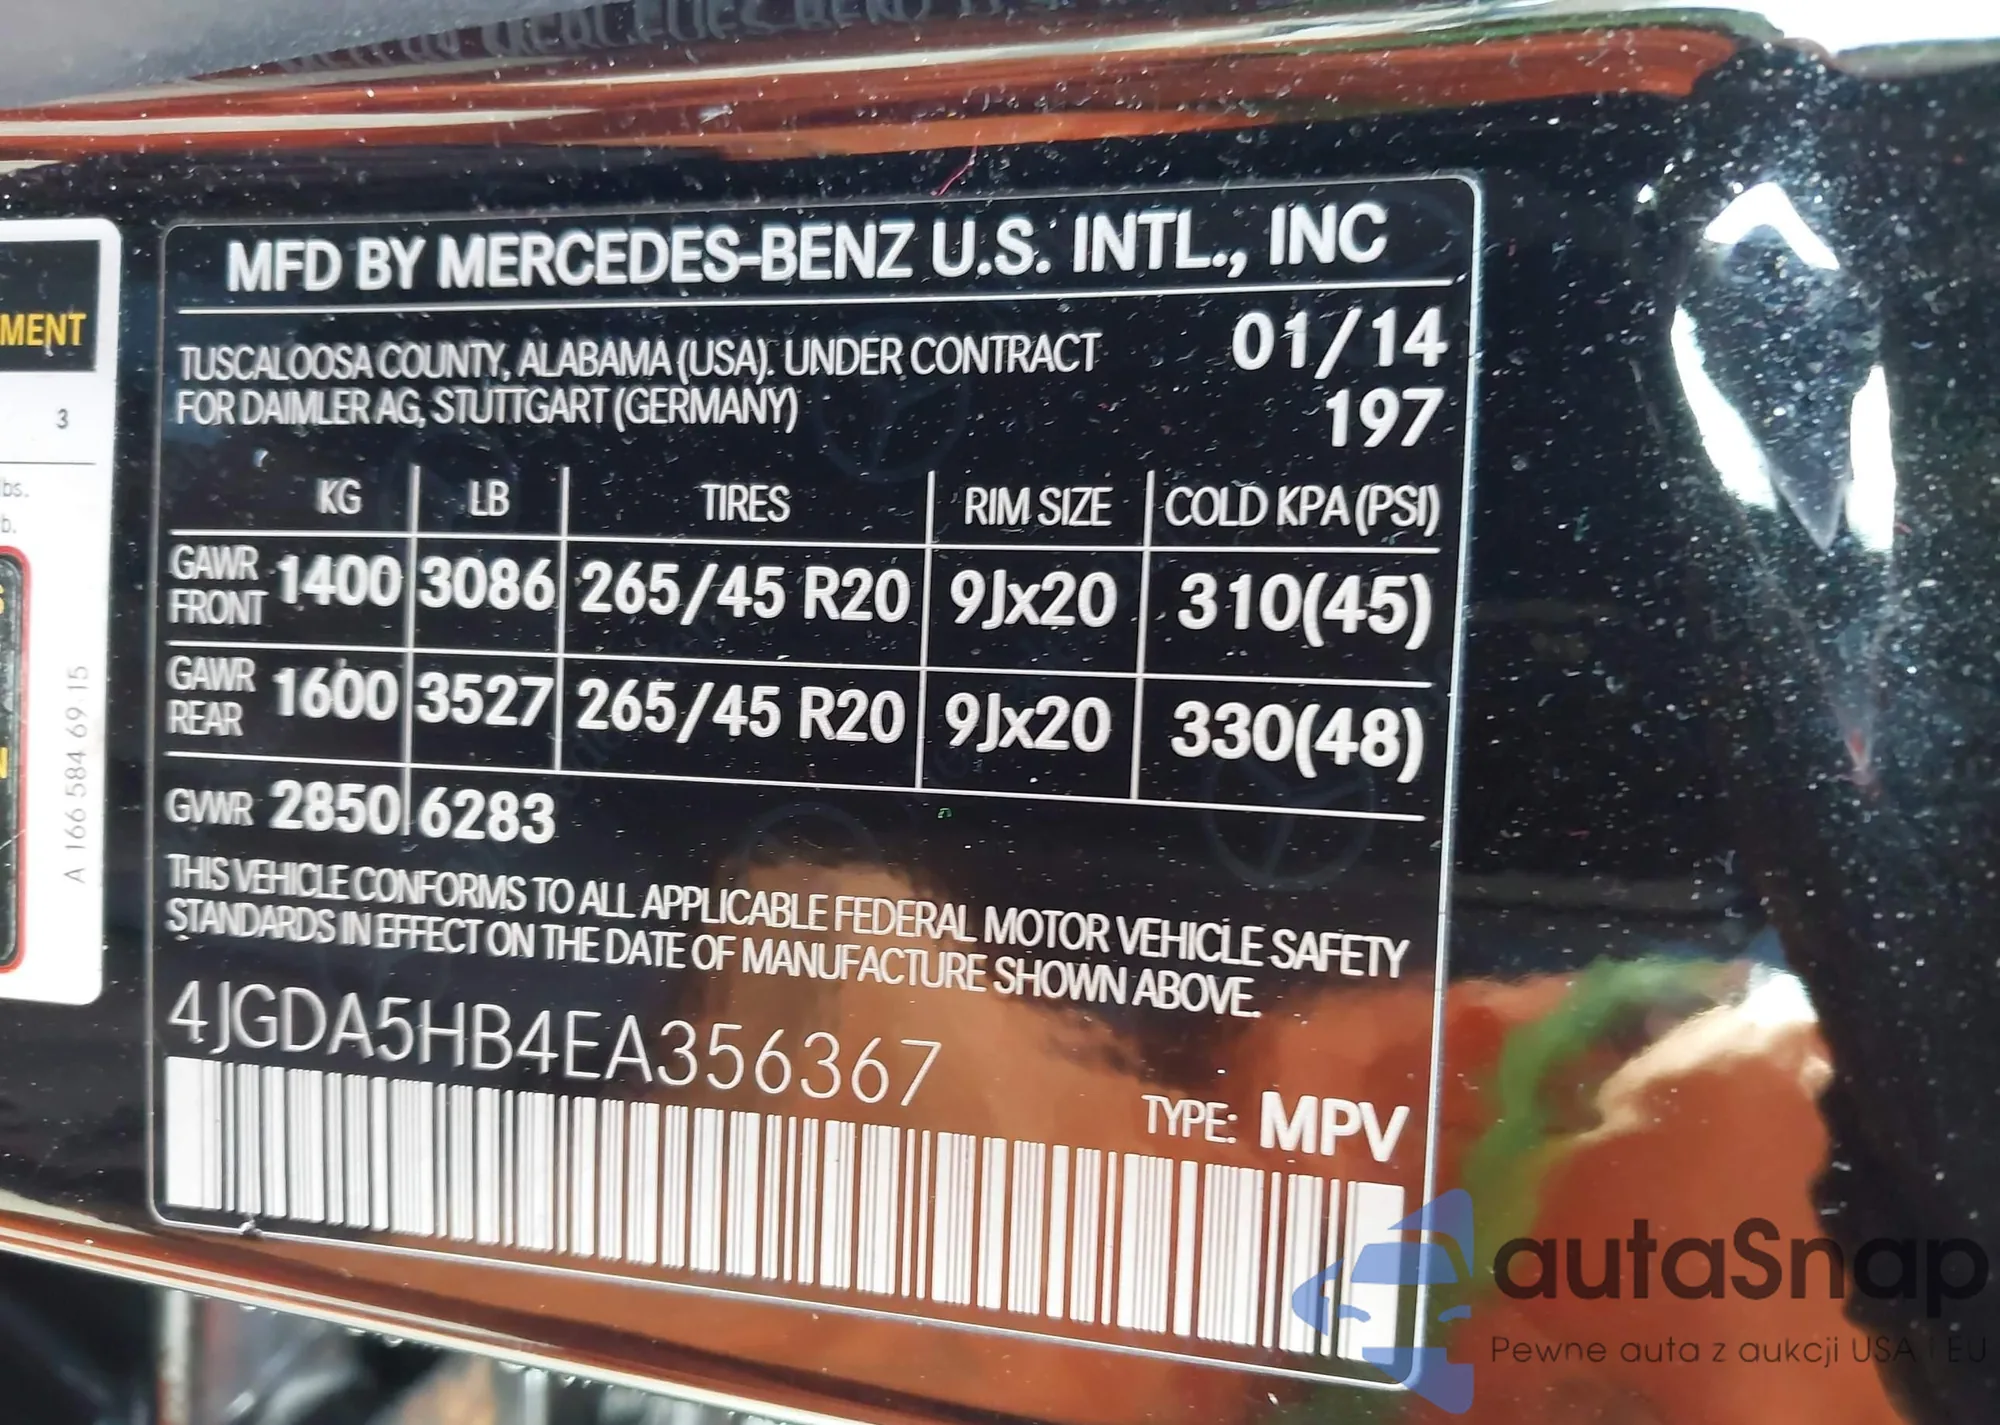 MENT
3
lbs.
b.
A 166 584 69 15
MFD BY MERCEDES-BENZ U.S. INTL., INC
TUSCALOOSA COUNTY, ALABAMA (USA). UNDER CONTRACT 01/14
FOR DAIMLER AG, STUTTGART (GERMANY) 197
KG LB TIRES RIM SIZE COLD KPA (PSI)
GAWR FRONT 1400 3086 265/45 R20 9Jx20 310(45)
GAWR REAR 1600 3527 265/45 R20 9Jx20 330(48)
GVWR 2850 6283
THIS VEHICLE CONFORMS TO ALL APPLICABLE FEDERAL MOTOR VEHICLE SAFETY
STANDARDS IN EFFECT ON THE DATE OF MANUFACTURE SHOWN ABOVE.
4JGDA5HB4EA356367
TYPE: MPV
autaSnap
Pewne auta z aukcji USA i EU